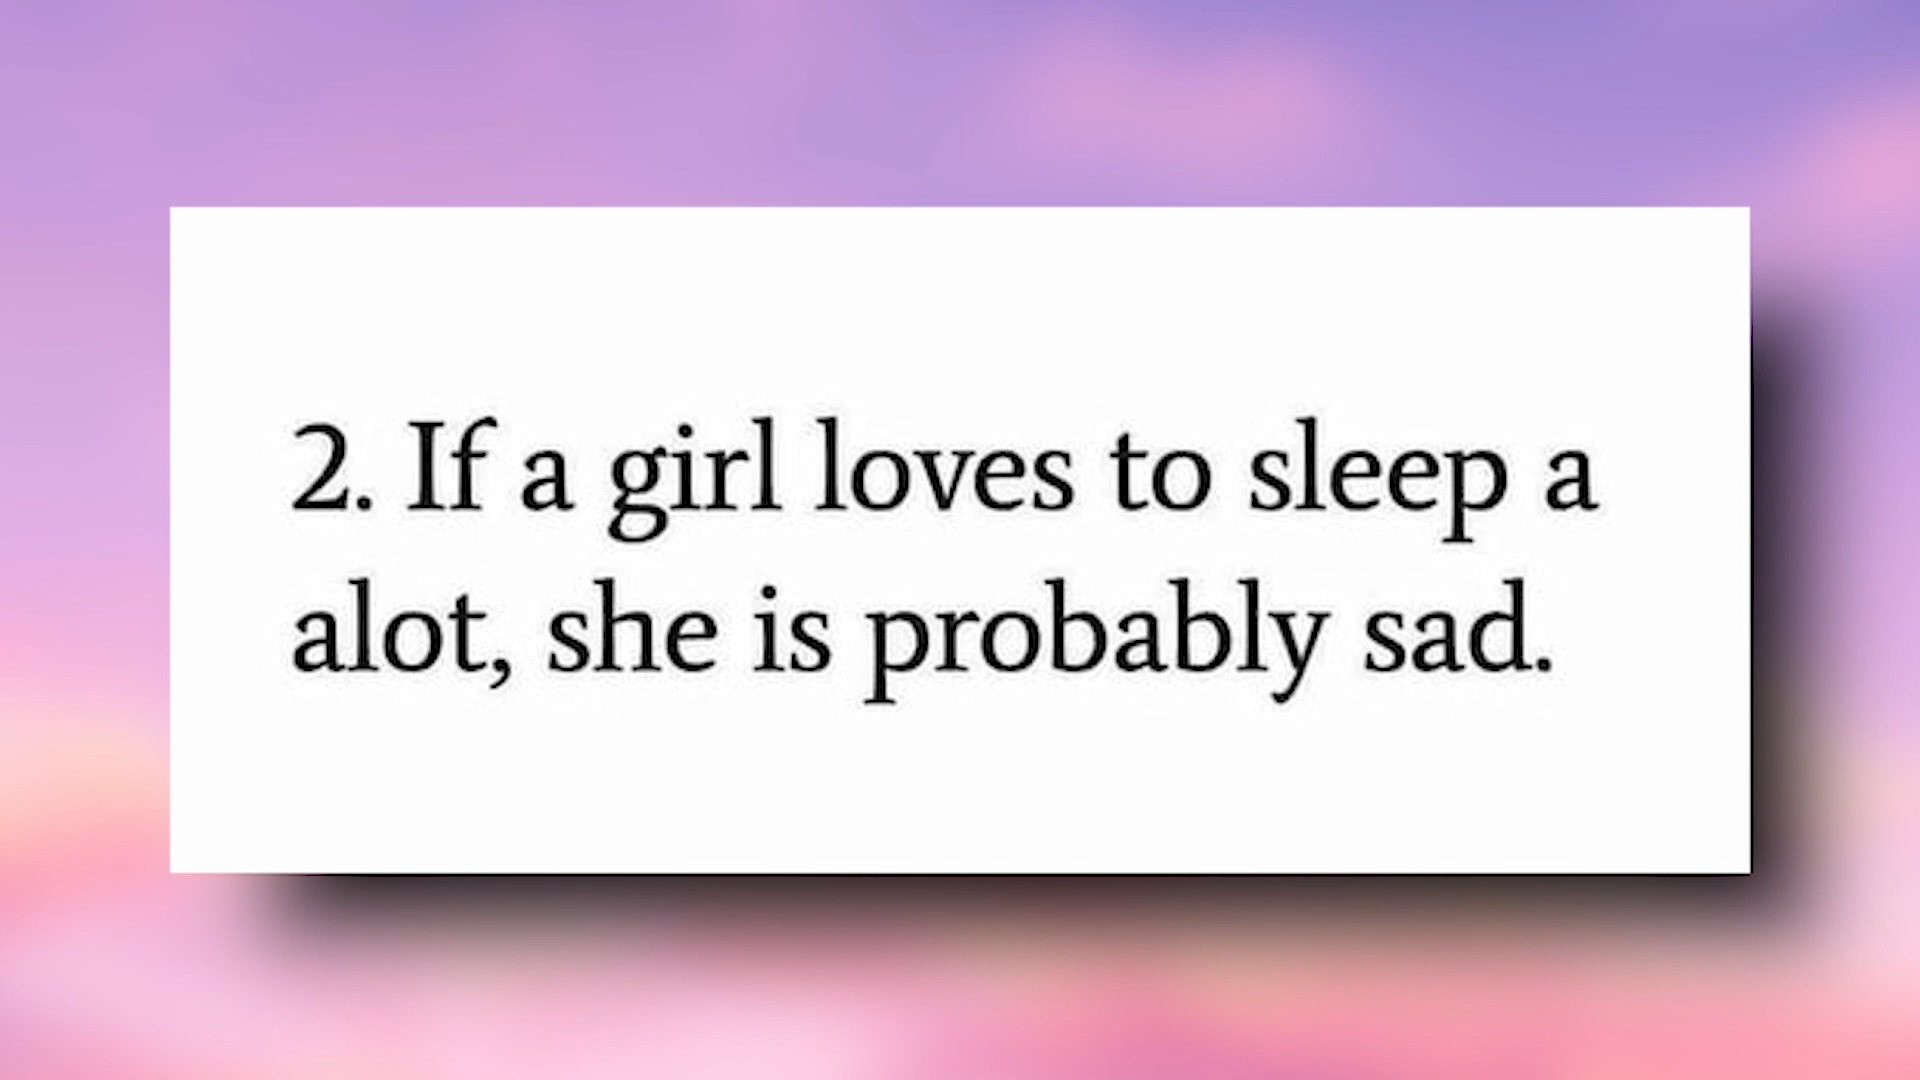 2. If a girl loves to sleep a
alot, she is probably sad.